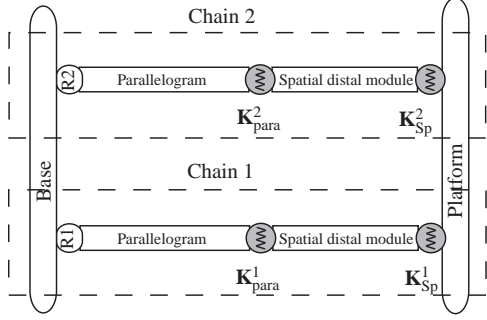 Chain 2
R2
Parallelogram
Spatial distal module
K²para
K²Sp
Base
Platform
Chain 1
R1
Parallelogram
Spatial distal module
K¹para
K¹Sp